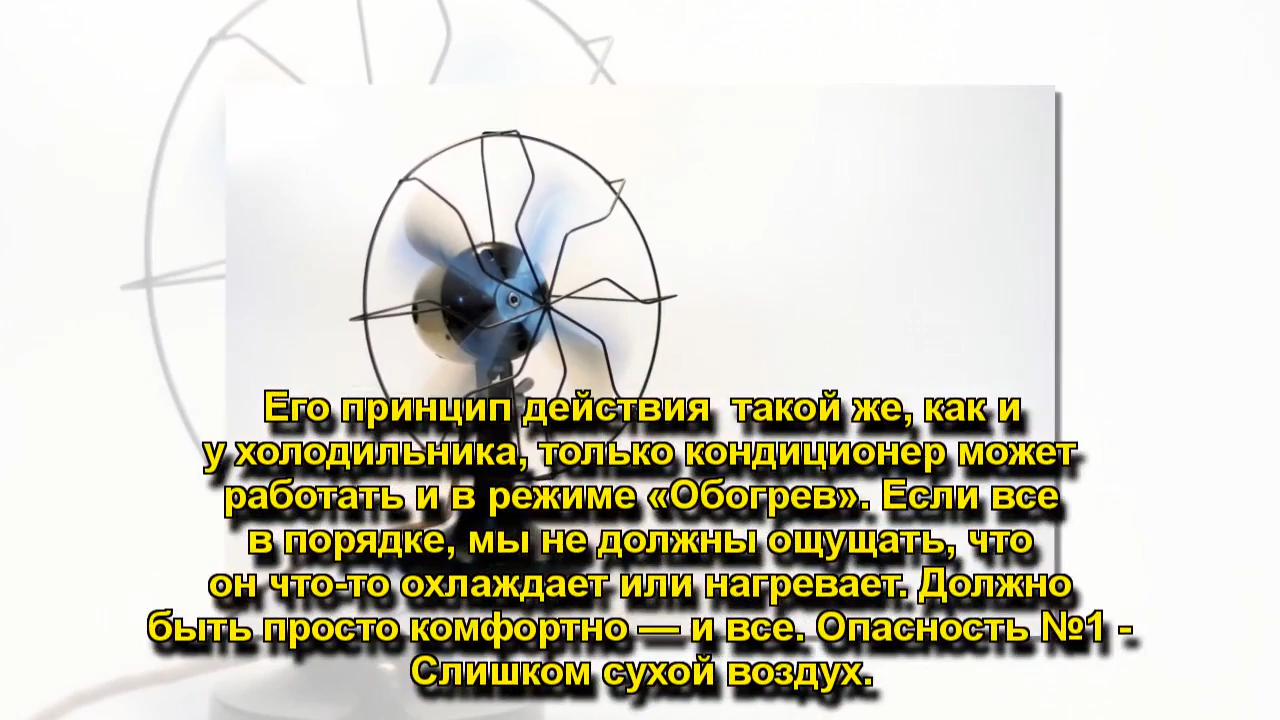 Его принцип действия  такой же, как и
у холодильника, только кондиционер может
работать и в режиме «Обогрев». Если все
в порядке, мы не должны ощущать, что
он что-то охлаждает или нагревает. Должно
быть просто комфортно — и все. Опасность №1 -
Слишком сухой воздух.